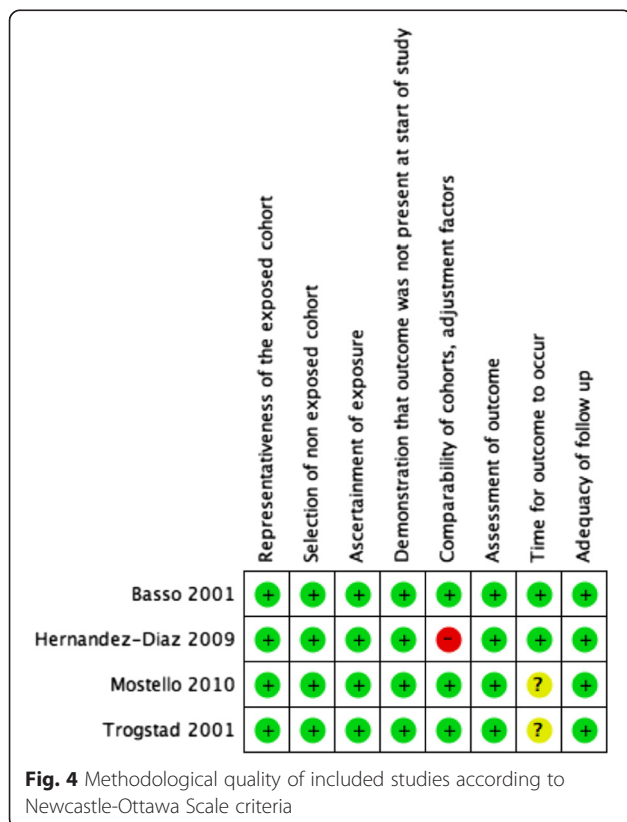 Representativeness of the exposed cohort
Selection of non exposed cohort
Ascertainment of exposure
Demonstration that outcome was not present at start of study
Comparability of cohorts, adjustment factors
Assessment of outcome
Time for outcome to occur
Adequacy of follow up
Basso 2001 + + + + + + + +
Hernandez-Diaz 2009 + + + + - + + +
Mostello 2010 + + + + + + ? +
Trogstad 2001 + + + + + + ? +
Fig. 4 Methodological quality of included studies according to
Newcastle-Ottawa Scale criteria